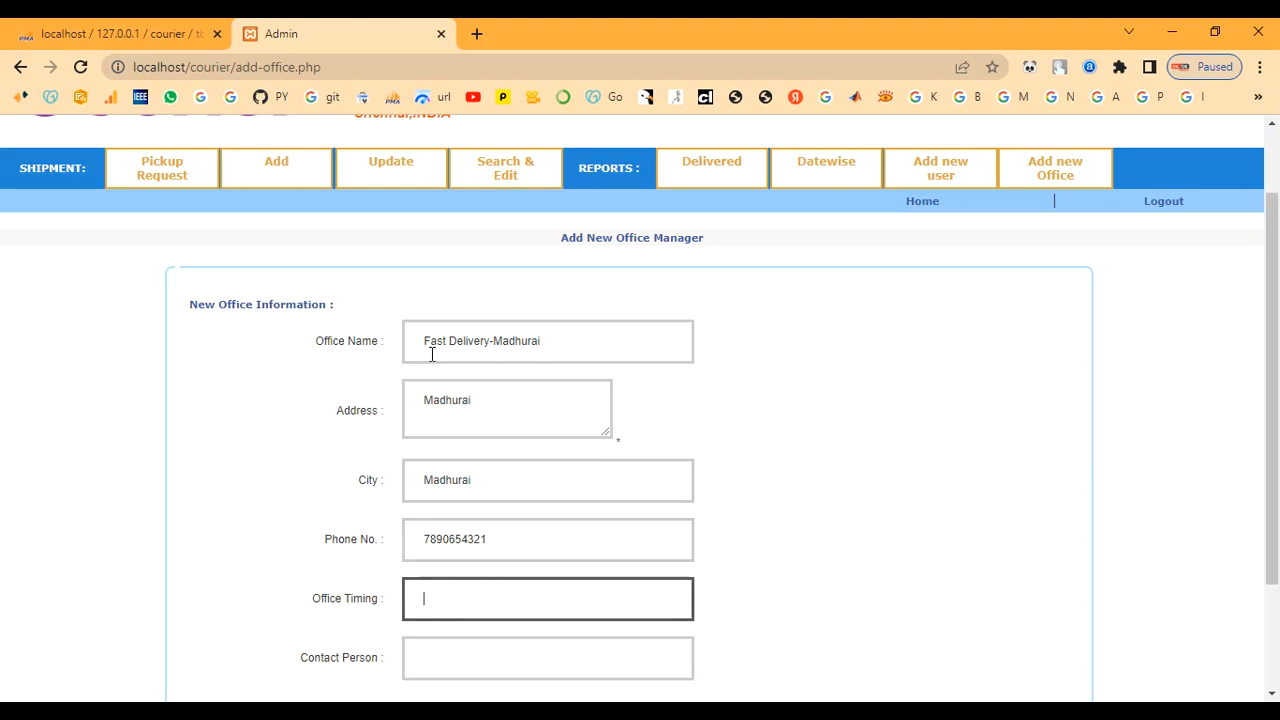 localhost / 127.0.0.1 / courier / tb
Admin
localhost/courier/add-office.php
Paused
IEEE
PY
git
url
Go
K
B
M
N
A
P
I
»
Chennai,INDIA
SHIPMENT:
Pickup
Request
Add
Update
Search &
Edit
REPORTS :
Delivered
Datewise
Add new
user
Add new
Office
Home
Logout
Add New Office Manager
New Office Information :
Office Name :
Fast Delivery-Madhurai
Address :
Madhurai
*
City :
Madhurai
Phone No. :
7890654321
Office Timing :
Contact Person :